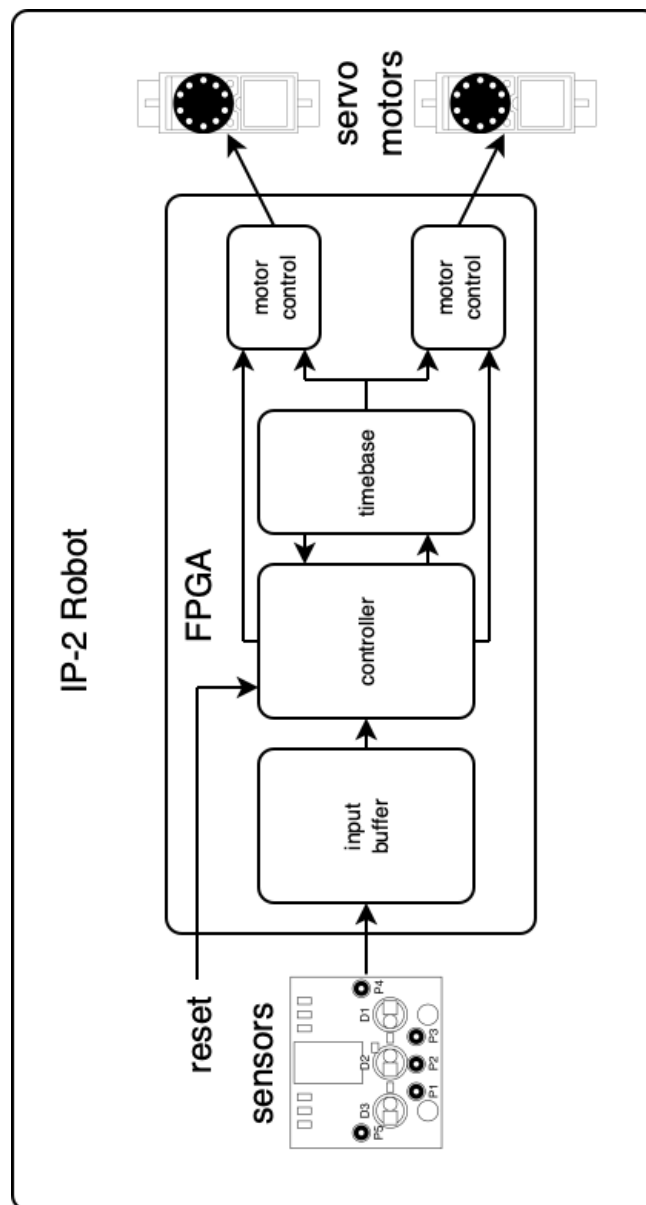 IP-2 Robot
FPGA
reset
sensors
input
buffer
controller
timebase
motor
control
motor
control
servo
motors
D3
D2
D1
P5
P4
P1
P2
P3